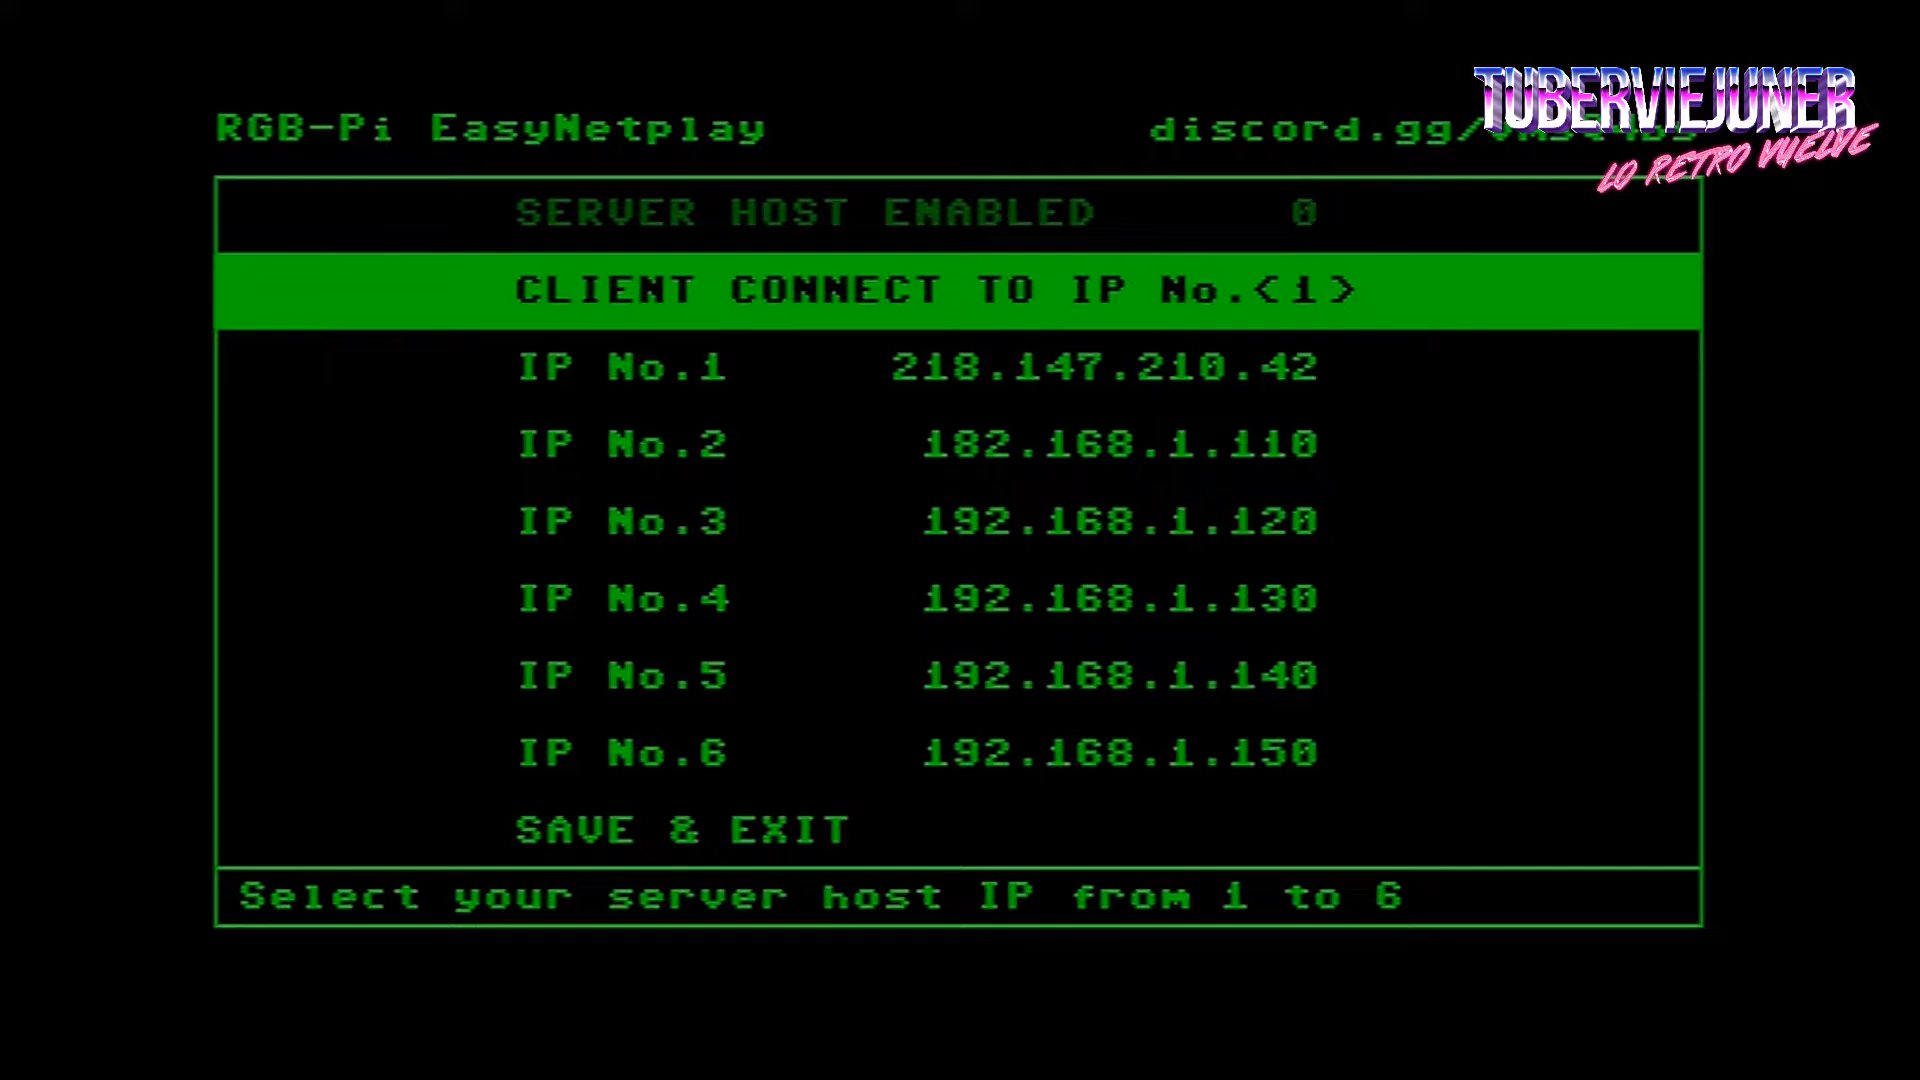 TUBERVIEJUNER
LO RETRO VUELVE
RGB-Pi EasyNetplay discord.gg/
SERVER HOST ENABLED 0
CLIENT CONNECT TO IP No.<1>
IP No.1 218.147.210.42
IP No.2 182.168.1.110
IP No.3 192.168.1.120
IP No.4 192.168.1.130
IP No.5 192.168.1.140
IP No.6 192.168.1.150
SAVE & EXIT
Select your server host IP from 1 to 6